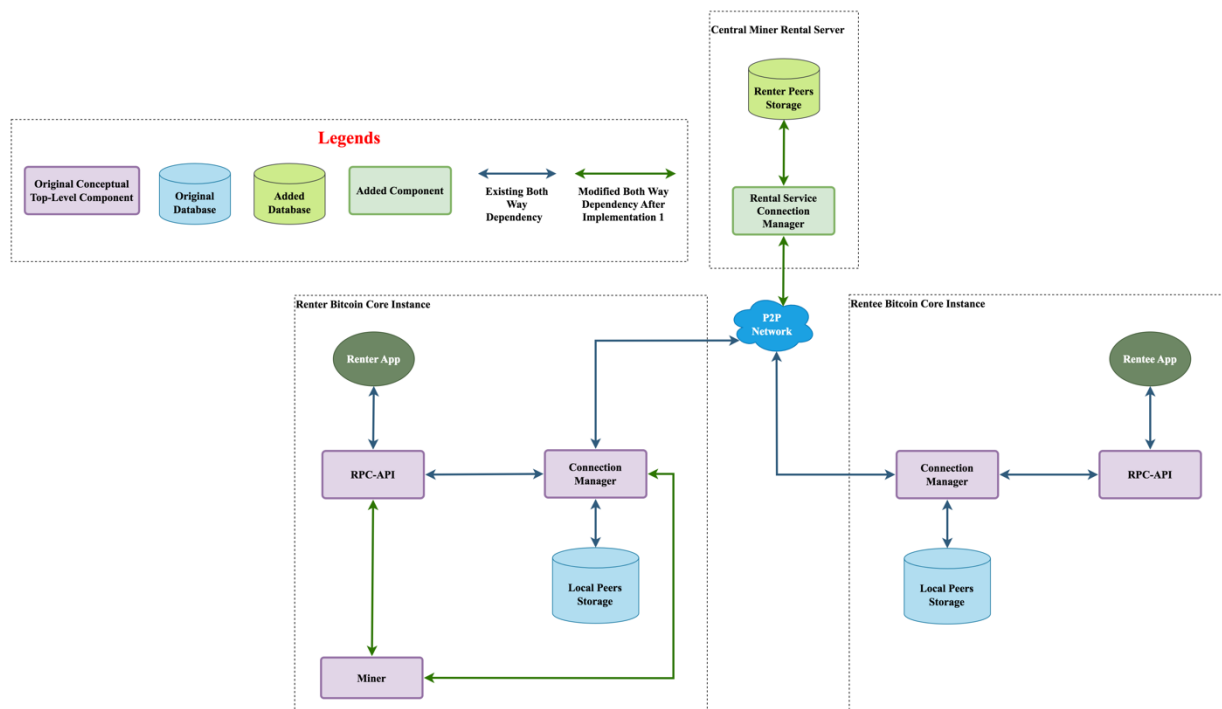 Central Miner Rental Server
Renter Peers
Storage
Rental Service
Connection
Manager
Legends
Original Conceptual
Top-Level Component
Original
Database
Added
Database
Added Component
Existing Both
Way
Dependency
Modified Both Way
Dependency After
Implementation 1
P2P
Network
Renter Bitcoin Core Instance
Renter App
RPC-API
Connection
Manager
Local Peers
Storage
Miner
Rentee Bitcoin Core Instance
Rentee App
Connection
Manager
RPC-API
Local Peers
Storage